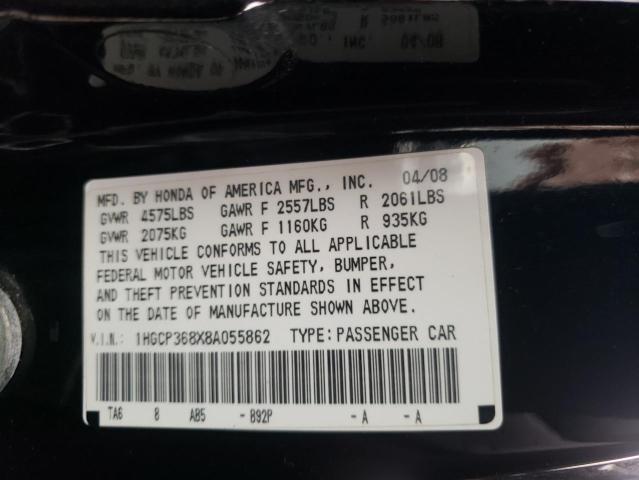 MFD. BY HONDA OF AMERICA MFG., INC. 04/08
GVWR 4575LBS GAWR F 2557LBS R 2061LBS
GVWR 2075KG GAWR F 1160KG R 935KG
THIS VEHICLE CONFORMS TO ALL APPLICABLE
FEDERAL MOTOR VEHICLE SAFETY, BUMPER,
AND THEFT PREVENTION STANDARDS IN EFFECT
ON THE DATE OF MANUFACTURE SHOWN ABOVE.
V.I.N. 1HGCP368X8A055862 TYPE: PASSENGER CAR
TA6 8 AB5 - B92P - A - A